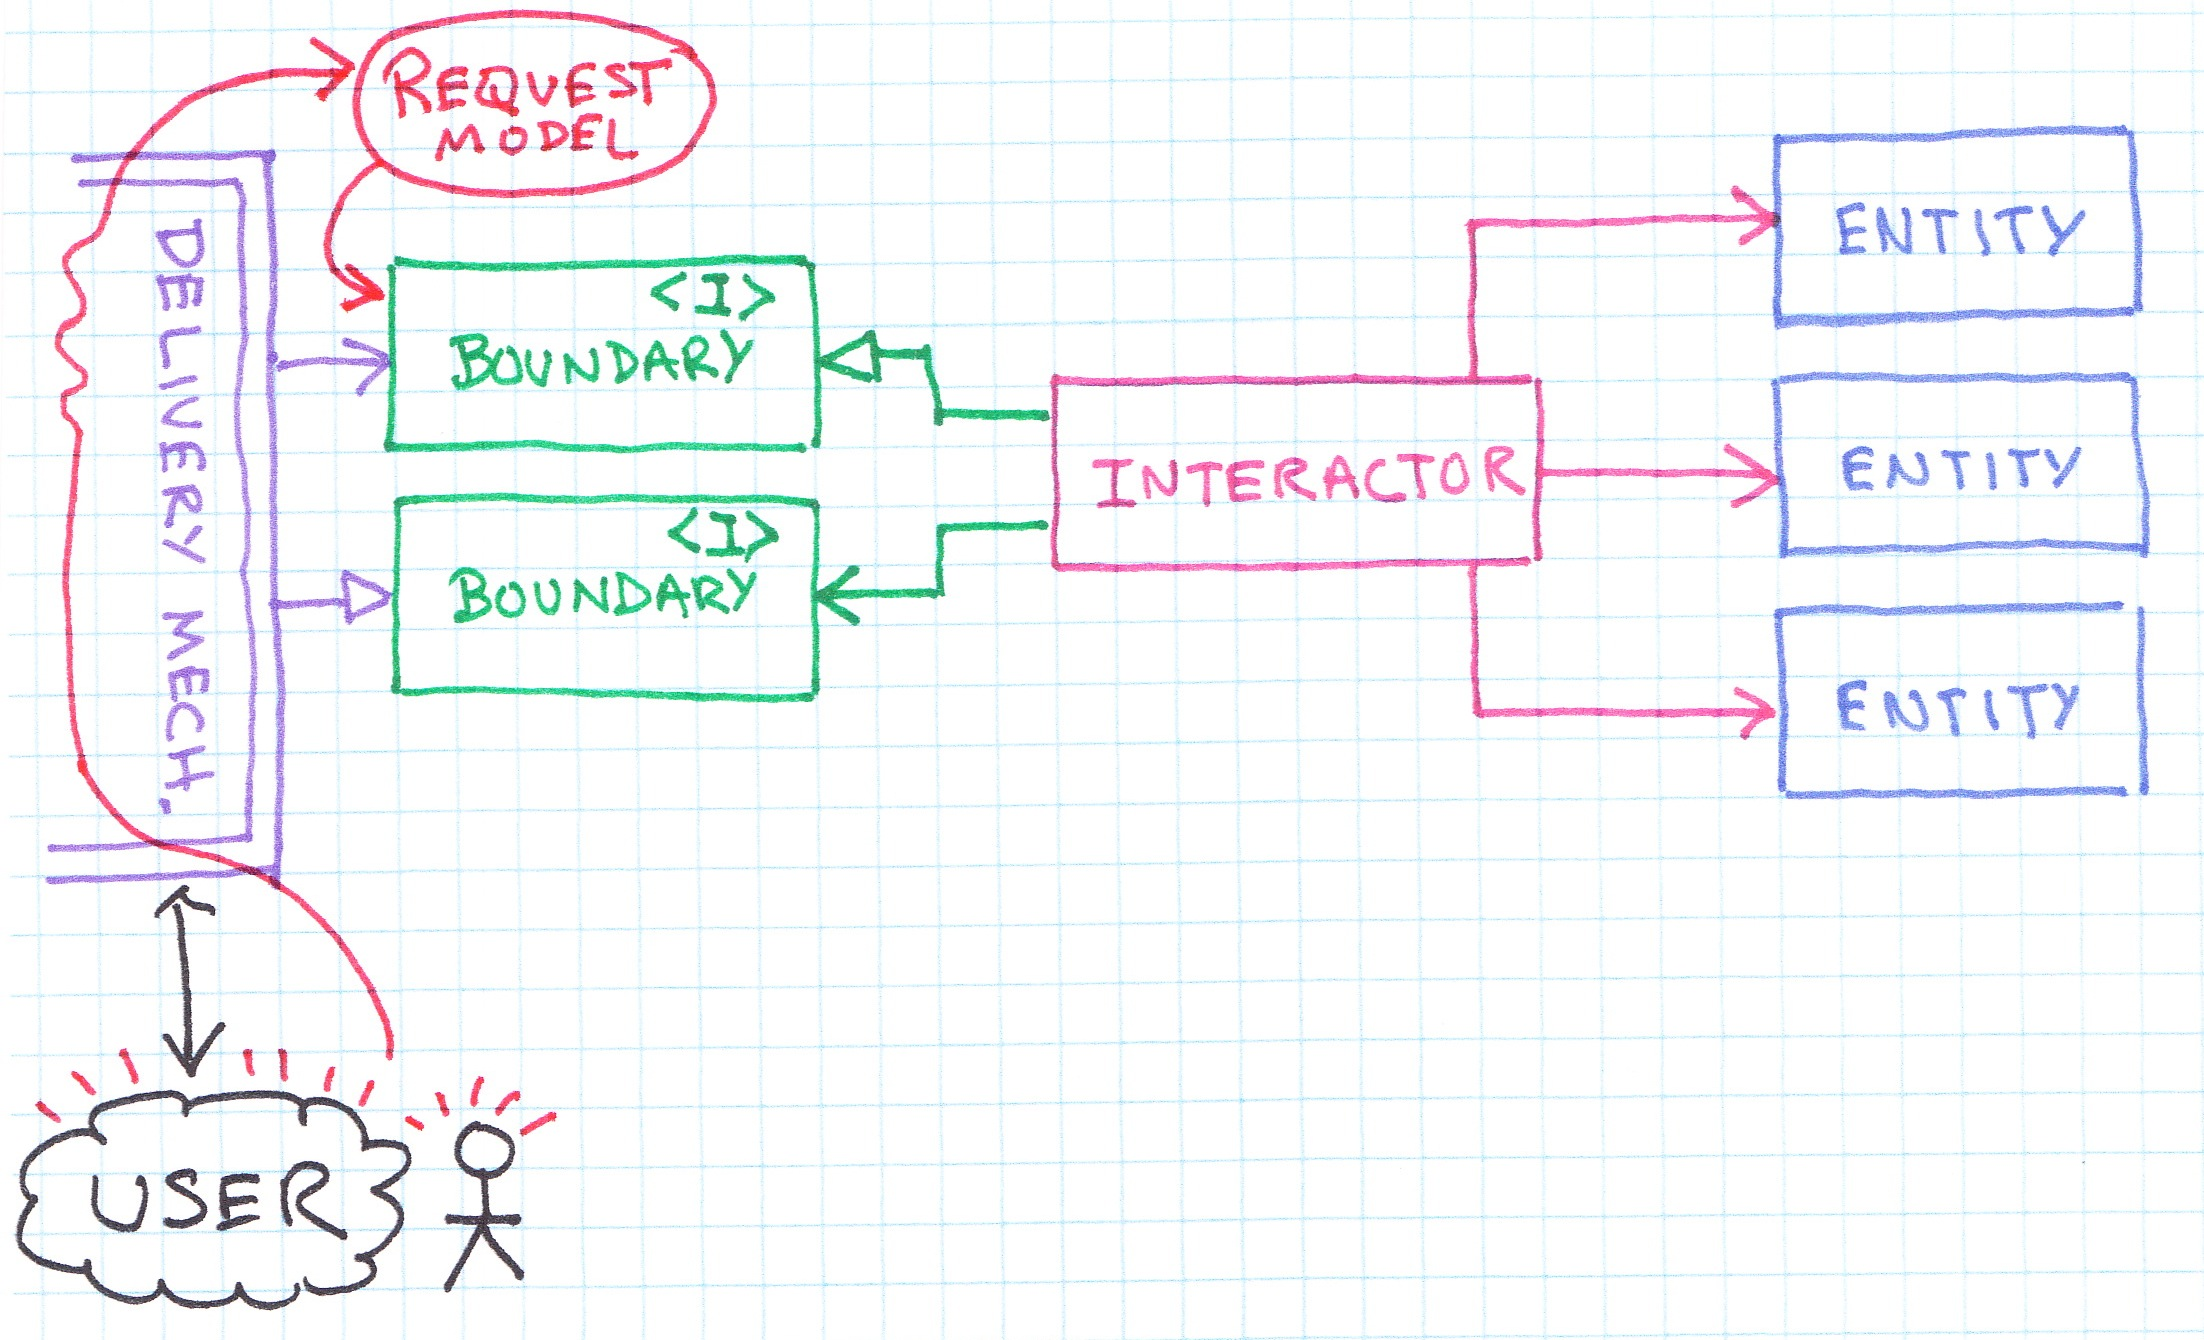 REQUEST
MODEL
DELIVERY MECH.
<I>
BOUNDARY
<I>
BOUNDARY
INTERACTOR
ENTITY
ENTITY
ENTITY
USER